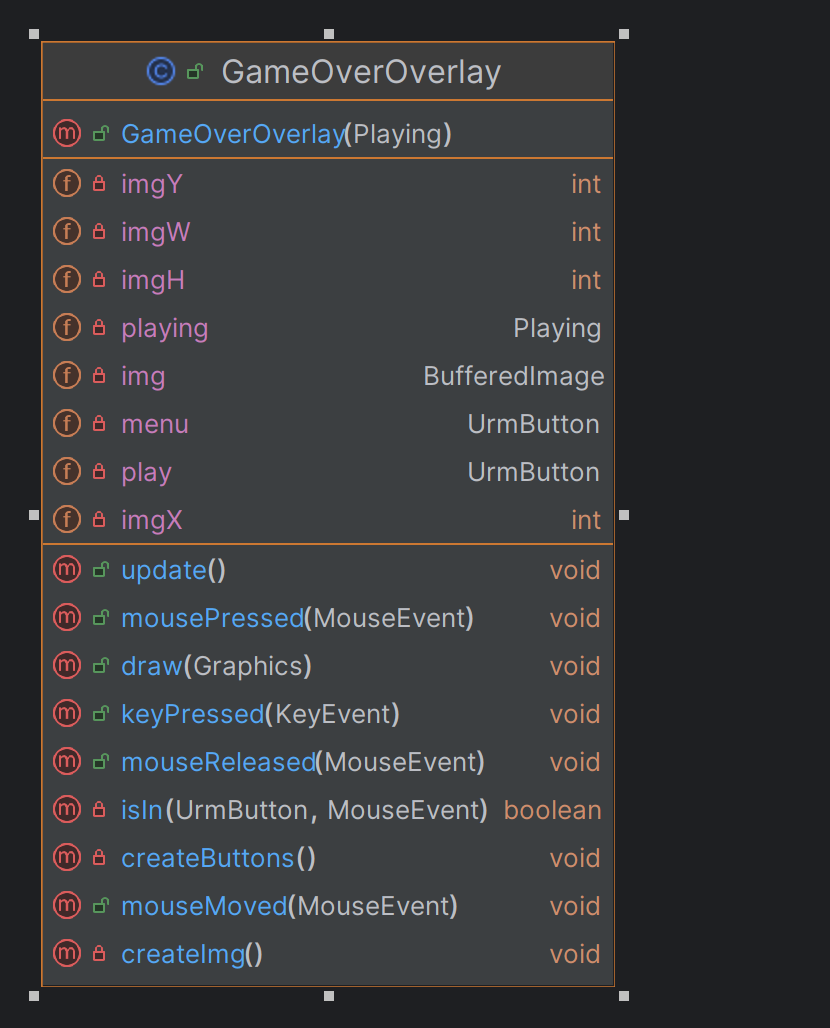 GameOverOverlay
GameOverOverlay(Playing)
imgY int
imgW int
imgH int
playing Playing
img BufferedImage
menu UrmButton
play UrmButton
imgX int
update() void
mousePressed(MouseEvent) void
draw(Graphics) void
keyPressed(KeyEvent) void
mouseReleased(MouseEvent) void
isIn(UrmButton, MouseEvent) boolean
createButtons() void
mouseMoved(MouseEvent) void
createImg() void